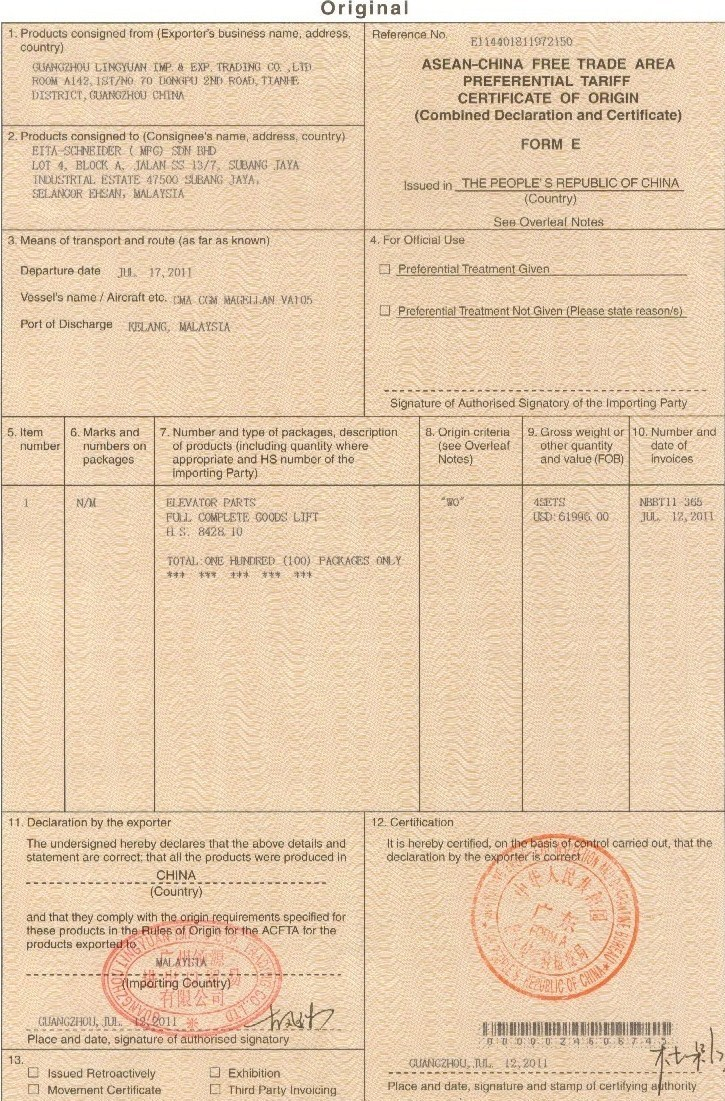 Original
1. Products consigned from (Exporter's business name, address, country)
GUANGZHOU LINGYUAN IMP. & EXP. TRADING CO., LTD
ROOM A142, 1ST/NO 70 DONGPU 2ND ROAD, TIANHE
DISTRICT, GUANGZHOU CHINA
Reference No.
E114401811972150
ASEAN-CHINA FREE TRADE AREA
PREFERENTIAL TARIFF
CERTIFICATE OF ORIGIN
(Combined Declaration and Certificate)
FORM E
Issued in THE PEOPLE'S REPUBLIC OF CHINA
(Country)
See Overleaf Notes
2. Products consigned to (Consignee's name, address, country)
EITA-SCHNEIDER ( MFG) SDN BHD
LOT 4, BLOCK A, JALAN SS 13/7, SUBANG JAYA
INDUSTRIAL ESTATE 47500 SUBANG JAYA,
SELANGOR EHSAN, MALAYSIA
3. Means of transport and route (as far as known)
Departure date JUL 17,2011
Vessel's name / Aircraft etc. CMA CGM MAGELLAN VA105
Port of Discharge KELANG, MALAYSIA
4. For Official Use
☐ Preferential Treatment Given
☐ Preferential Treatment Not Given (Please state reason/s)
Signature of Authorised Signatory of the Importing Party
5. Item number
6. Marks and numbers on packages
7. Number and type of packages, description of products (including quantity where appropriate and HS number of the importing Party)
8. Origin criteria (see Overleaf Notes)
9. Gross weight or other quantity and value (FOB)
10. Number and date of invoices
1
N/M
ELEVATOR PARTS
FULL COMPLETE GOODS LIFT
H.S. 8428.10
TOTAL:ONE HUNDRED (100) PACKAGES ONLY
*** *** *** *** ***
"WO"
4SETS
USD:61996.00
NBBT11-365
JUL 12,2011
11. Declaration by the exporter
The undersigned hereby declares that the above details and
statement are correct; that all the products were produced in
CHINA
(Country)
and that they comply with the origin requirements specified for
these products in the Rules of Origin for the ACFTA for the
products exported to
MALAYSIA
(Importing Country)
有限公司
GUANGZHOU, JUL 12,2011
Place and date, signature of authorised signatory
12. Certification
It is hereby certified, on the basis of control carried out, that the
declaration by the exporter is correct.
中华人民共和国
广东
FORM A
GUANGZHOU, JUL 12,2011
Place and date, signature and stamp of certifying authority
13.
☐ Issued Retroactively
☐ Exhibition
☐ Movement Certificate
☐ Third Party Invoicing